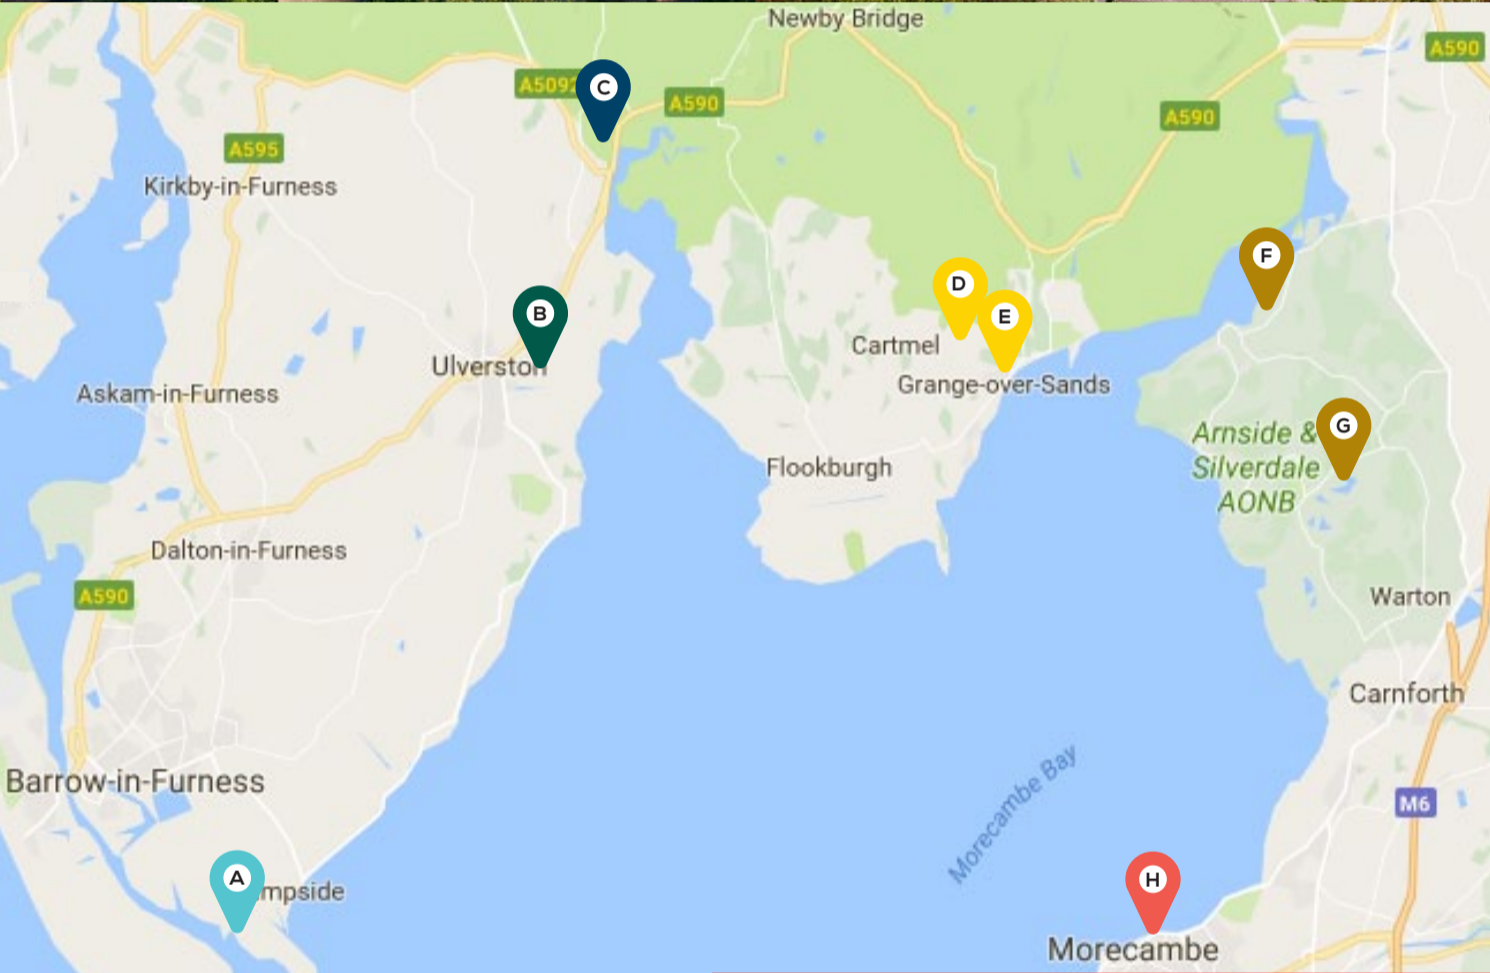 Newby Bridge
A590
A5092
C
A590
A590
A595
Kirkby-in-Furness
F
D
B
E
Cartmel
Ulverston
Grange-over-Sands
Askam-in-Furness
G
Arnside &
Silverdale
AONB
Flookburgh
Dalton-in-Furness
A590
Warton
Carnforth
Barrow-in-Furness
Morecambe Bay
M6
A
mpside
H
Morecambe